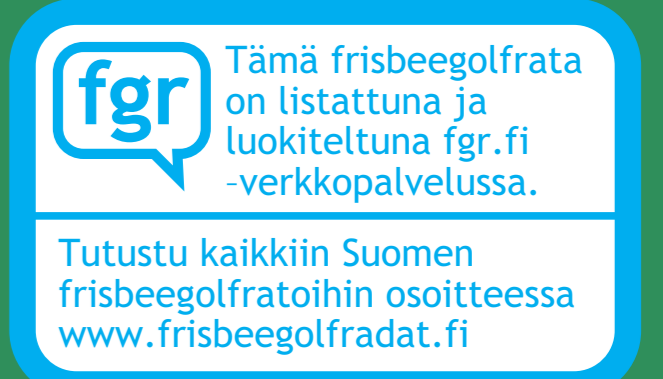 fgr
Tämä frisbeegolfrata
on listattuna ja
luokiteltuna fgr.fi
–verkkopalvelussa.
Tutustu kaikkiin Suomen
frisbeegolfratoihin osoitteessa
www.frisbeegolfradat.fi